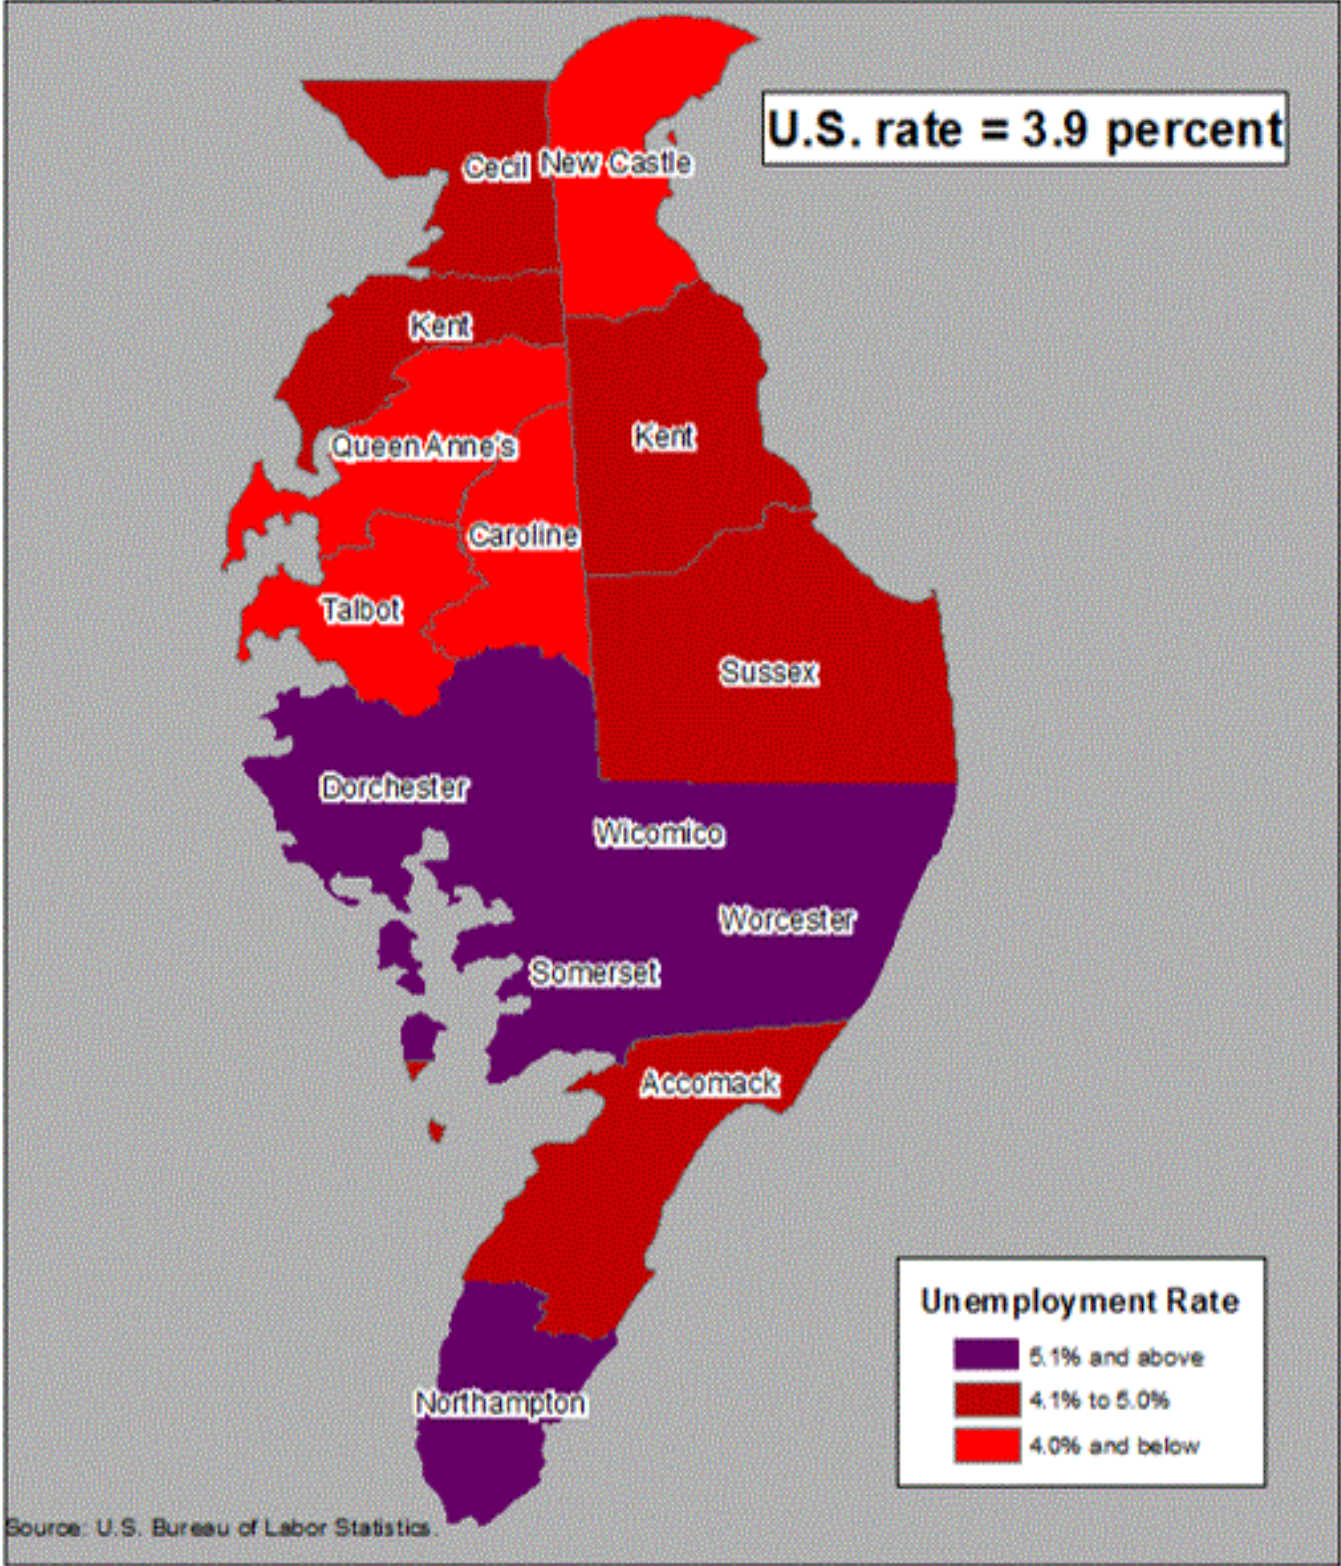 U.S. rate = 3.9 percent
Cecil
New Castle
Kent
Kent
Queen Anne's
Caroline
Talbot
Sussex
Dorchester
Wicomico
Worcester
Somerset
Accomack
Northampton
Unemployment Rate
5.1% and above
4.1% to 5.0%
4.0% and below
Source: U.S. Bureau of Labor Statistics.